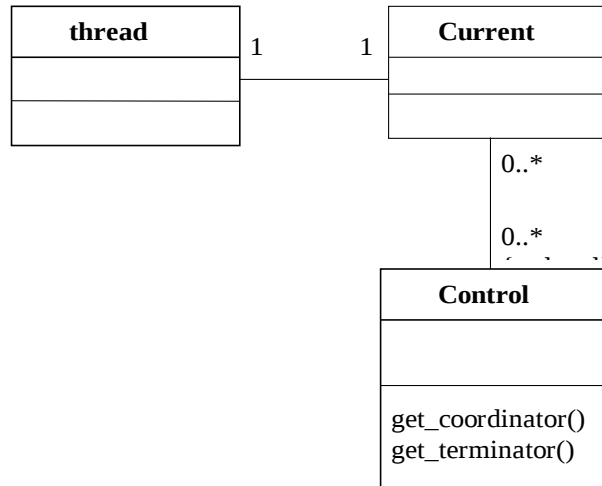 thread
Current
1
1
0..*
0..*
Control
get_coordinator()
get_terminator()